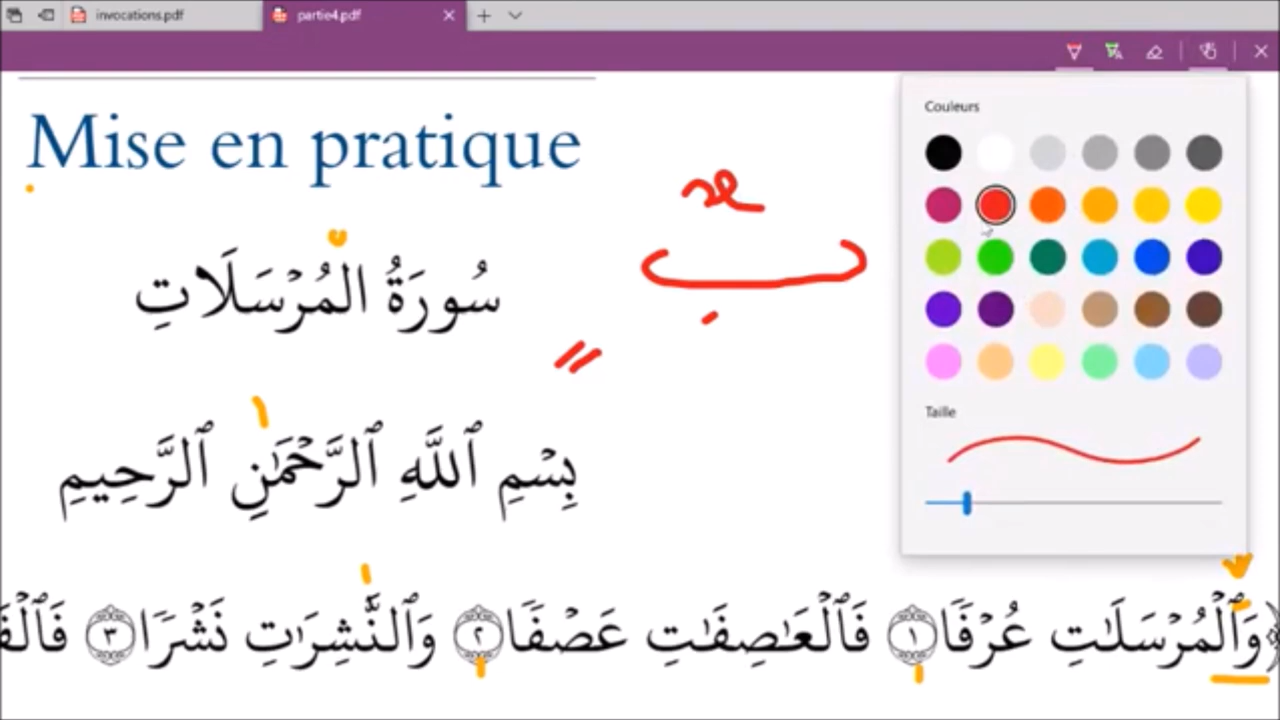 invocations.pdf
partie4.pdf
Couleurs
Mise en pratique
سُورَةُ الْمُرْسَلَاتِ
بِسْمِ ٱللَّهِ ٱلرَّحْمَٰنِ ٱلرَّحِيمِ
Taille
﴿وَٱلْمُرْسَلَٰتِ عُرْفًا ١ فَٱلْعَٰصِفَٰتِ عَصْفًا ٢ وَٱلنَّٰشِرَٰتِ نَشْرًا ٣